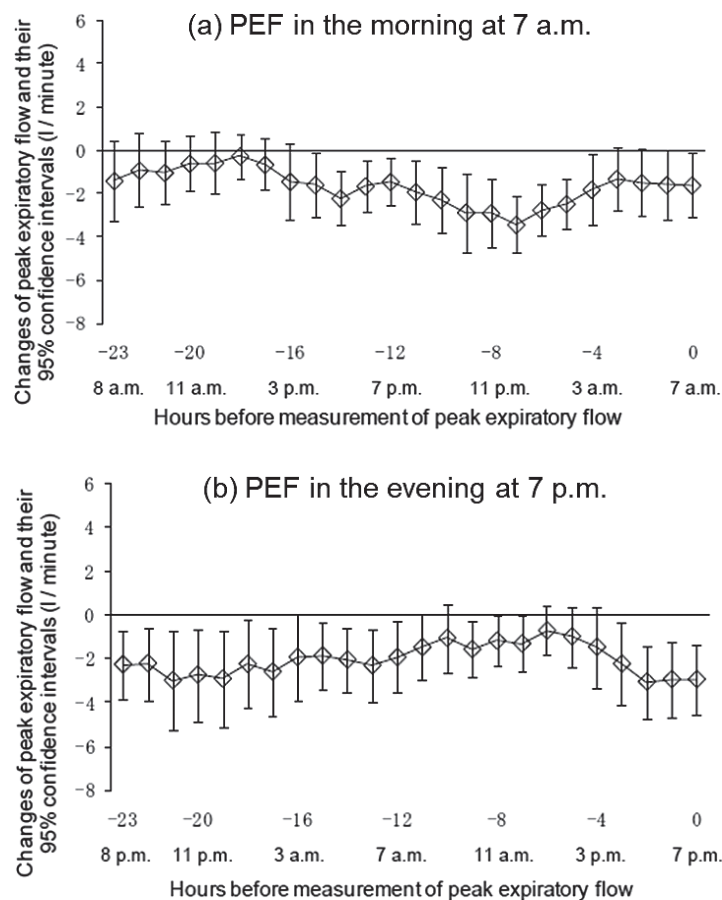 (a) PEF in the morning at 7 a.m.
Changes of peak expiratory flow and their
95% confidence intervals (l / minute)
6
4
2
0
−2
−4
−6
−8
−23 −20 −16 −12 −8 −4 0
8 a.m. 11 a.m. 3 p.m. 7 p.m. 11 p.m. 3 a.m. 7 a.m.
Hours before measurement of peak expiratory flow
(b) PEF in the evening at 7 p.m.
Changes of peak expiratory flow and their
95% confidence intervals (l / minute)
6
4
2
0
−2
−4
−6
−8
−23 −20 −16 −12 −8 −4 0
8 p.m. 11 p.m. 3 a.m. 7 a.m. 11 a.m. 3 p.m. 7 p.m.
Hours before measurement of peak expiratory flow